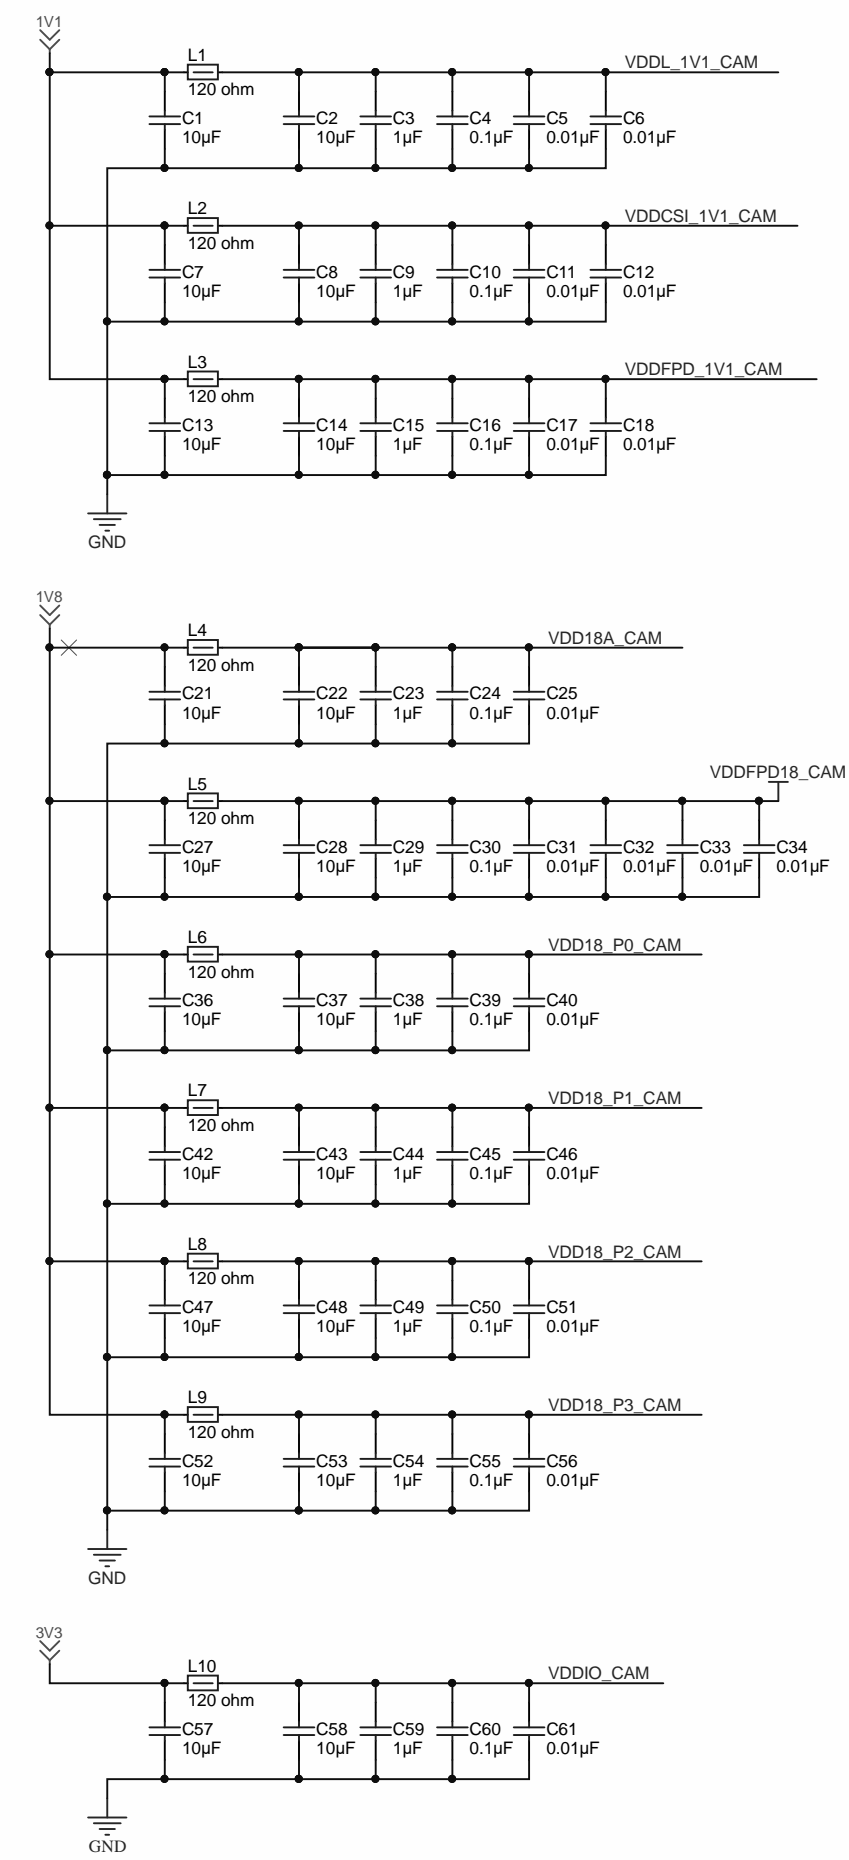 1V1
L1
VDDL_1V1_CAM
120 ohm
C1 C2 C3 C4 C5 C6
10µF 10µF 1µF 0.1µF 0.01µF 0.01µF
L2
VDDCSI_1V1_CAM
120 ohm
C7 C8 C9 C10 C11 C12
10µF 10µF 1µF 0.1µF 0.01µF 0.01µF
L3
VDDFPD_1V1_CAM
120 ohm
C13 C14 C15 C16 C17 C18
10µF 10µF 1µF 0.1µF 0.01µF 0.01µF
GND
1V8
L4
VDD18A_CAM
120 ohm
C21 C22 C23 C24 C25
10µF 10µF 1µF 0.1µF 0.01µF
VDDFPD18_CAM
L5
120 ohm
C27 C28 C29 C30 C31 C32 C33 C34
10µF 10µF 1µF 0.1µF 0.01µF 0.01µF 0.01µF 0.01µF
L6
VDD18_P0_CAM
120 ohm
C36 C37 C38 C39 C40
10µF 10µF 1µF 0.1µF 0.01µF
L7
VDD18_P1_CAM
120 ohm
C42 C43 C44 C45 C46
10µF 10µF 1µF 0.1µF 0.01µF
L8
VDD18_P2_CAM
120 ohm
C47 C48 C49 C50 C51
10µF 10µF 1µF 0.1µF 0.01µF
L9
VDD18_P3_CAM
120 ohm
C52 C53 C54 C55 C56
10µF 10µF 1µF 0.1µF 0.01µF
GND
3V3
L10
VDDIO_CAM
120 ohm
C57 C58 C59 C60 C61
10µF 10µF 1µF 0.1µF 0.01µF
GND